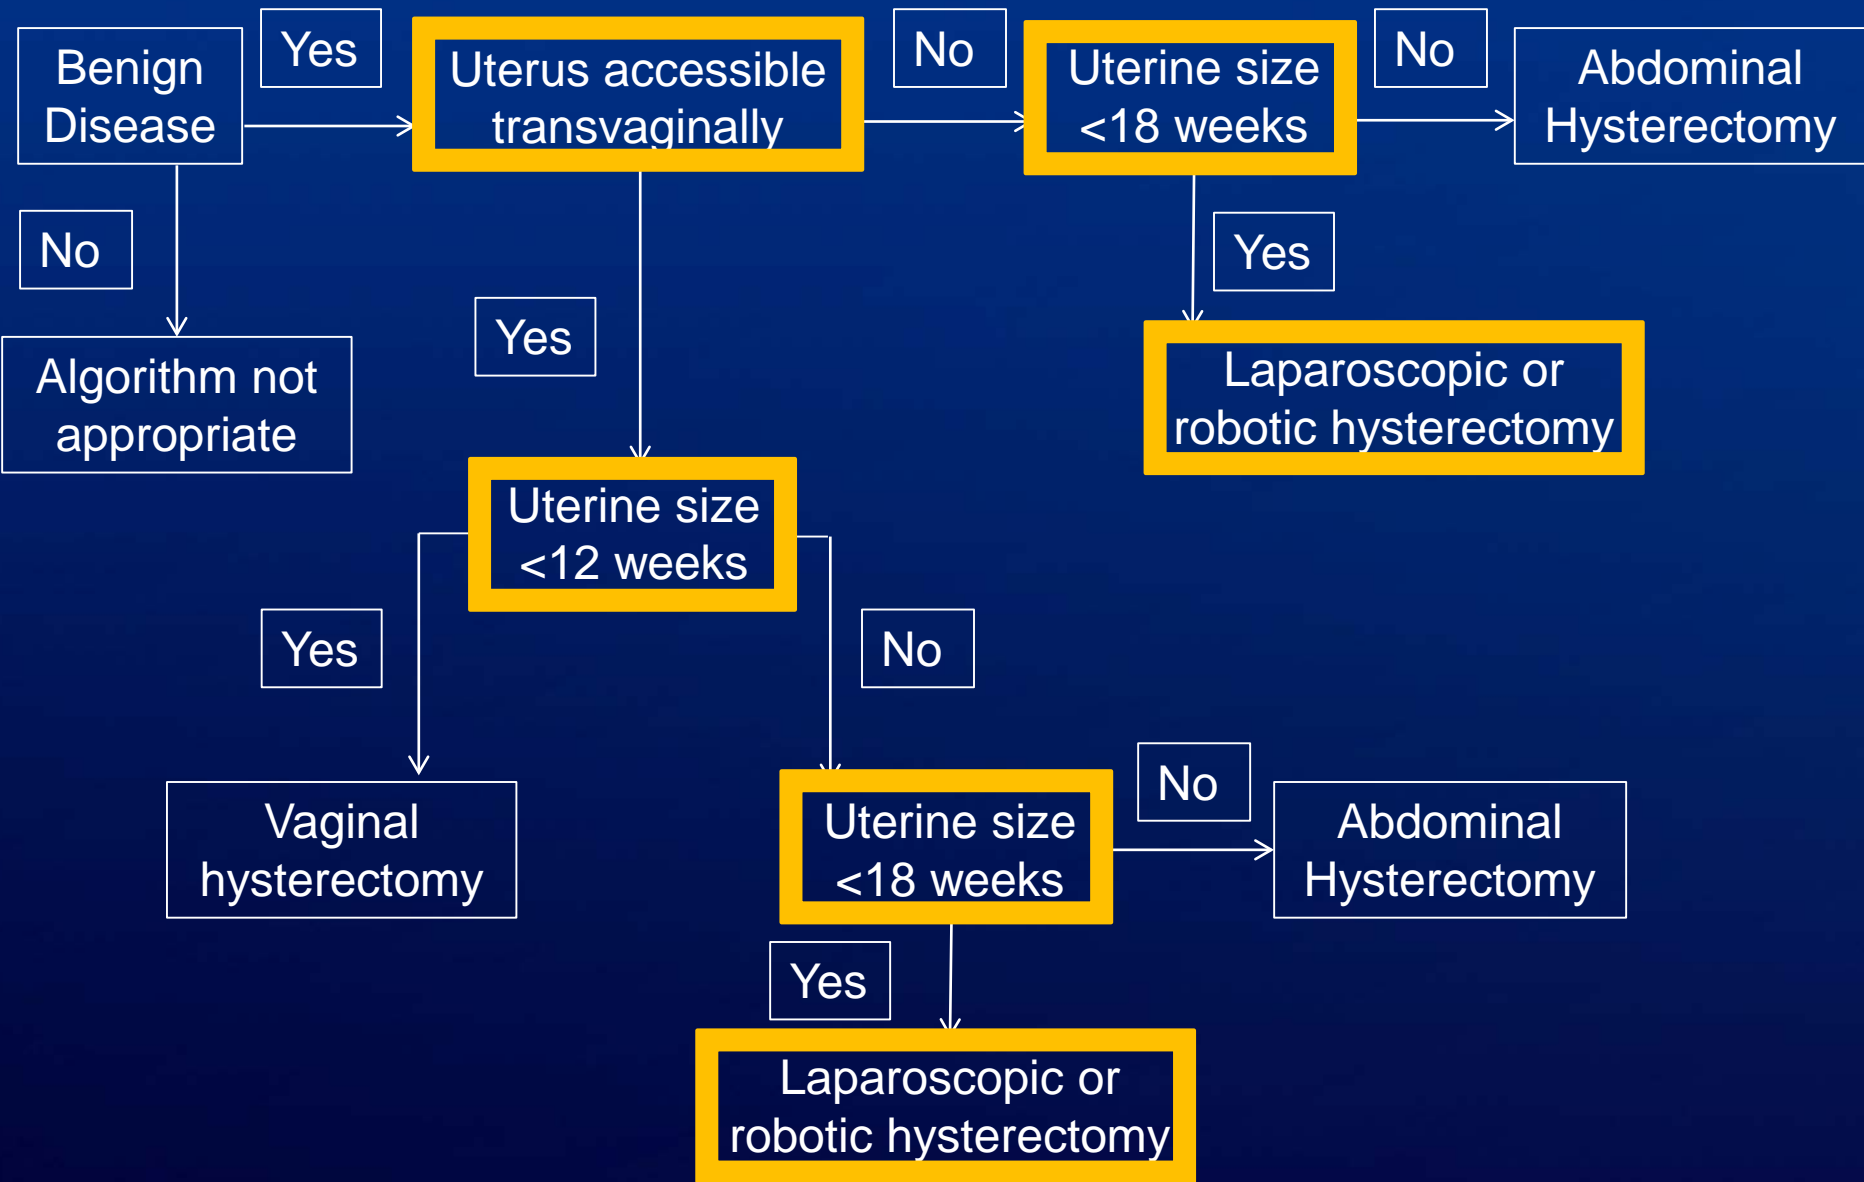 Benign
Disease
Yes
Uterus accessible
transvaginally
No
Uterine size
<18 weeks
No
Abdominal
Hysterectomy
No
Yes
Yes
Algorithm not
appropriate
Laparoscopic or
robotic hysterectomy
Uterine size
<12 weeks
Yes
No
Vaginal
hysterectomy
Uterine size
<18 weeks
No
Abdominal
Hysterectomy
Yes
Laparoscopic or
robotic hysterectomy